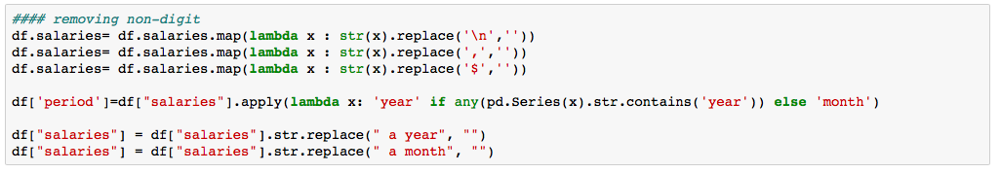 #### removing non-digit
df.salaries= df.salaries.map(lambda x : str(x).replace('\n',''))
df.salaries= df.salaries.map(lambda x : str(x).replace(',',''))
df.salaries= df.salaries.map(lambda x : str(x).replace('$',''))
df['period']=df["salaries"].apply(lambda x: 'year' if any(pd.Series(x).str.contains('year')) else 'month')
df["salaries"] = df["salaries"].str.replace(" a year", "")
df["salaries"] = df["salaries"].str.replace(" a month", "")